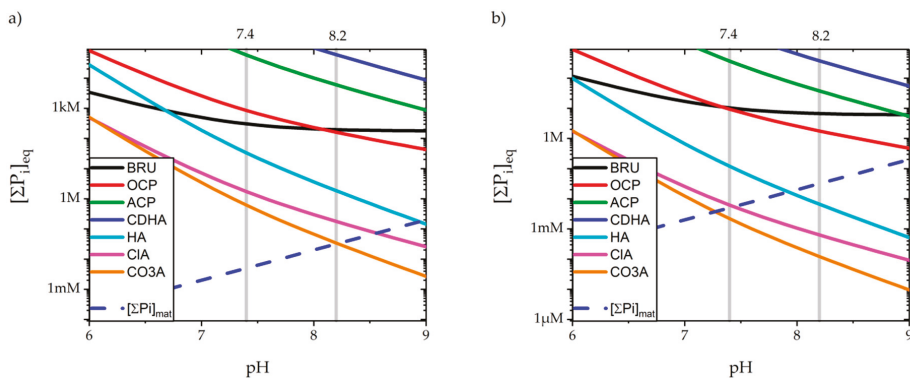 a)
7.4
8.2
1kM
1M
1mM
[ΣPi]eq
BRU
OCP
ACP
CDHA
HA
ClA
CO3A
[ΣPi]mat
6
7
8
9
pH
b)
7.4
8.2
1M
1mM
1μM
[ΣPi]eq
BRU
OCP
ACP
CDHA
HA
ClA
CO3A
[ΣPi]mat
6
7
8
9
pH